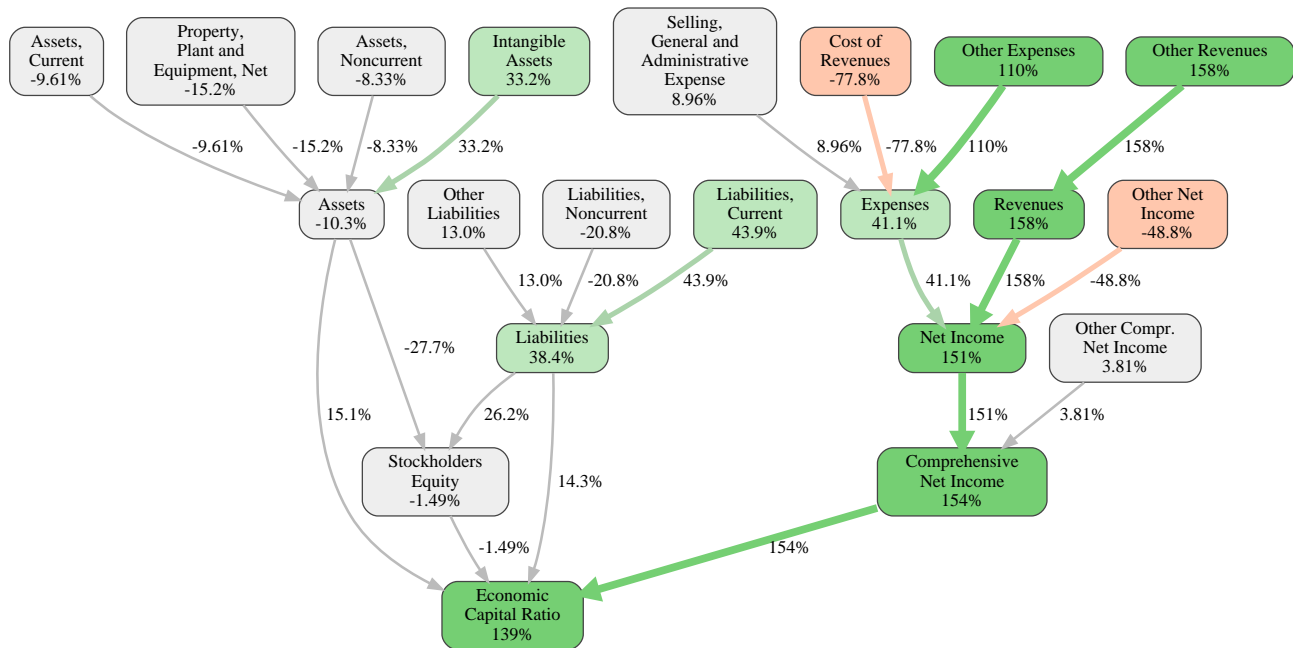 Assets,
Current
-9.61%
Property,
Plant and
Equipment, Net
-15.2%
Assets,
Noncurrent
-8.33%
Intangible
Assets
33.2%
Selling,
General and
Administrative
Expense
8.96%
Cost of
Revenues
-77.8%
Other Expenses
110%
Other Revenues
158%
-9.61%
-15.2%
-8.33%
33.2%
8.96%
-77.8%
110%
158%
Assets
-10.3%
Other
Liabilities
13.0%
Liabilities,
Noncurrent
-20.8%
Liabilities,
Current
43.9%
Expenses
41.1%
Revenues
158%
Other Net
Income
-48.8%
13.0%
-20.8%
43.9%
41.1%
158%
-48.8%
-27.7%
Liabilities
38.4%
Net Income
151%
Other Compr.
Net Income
3.81%
15.1%
26.2%
151%
3.81%
Stockholders
Equity
-1.49%
14.3%
Comprehensive
Net Income
154%
-1.49%
154%
Economic
Capital Ratio
139%